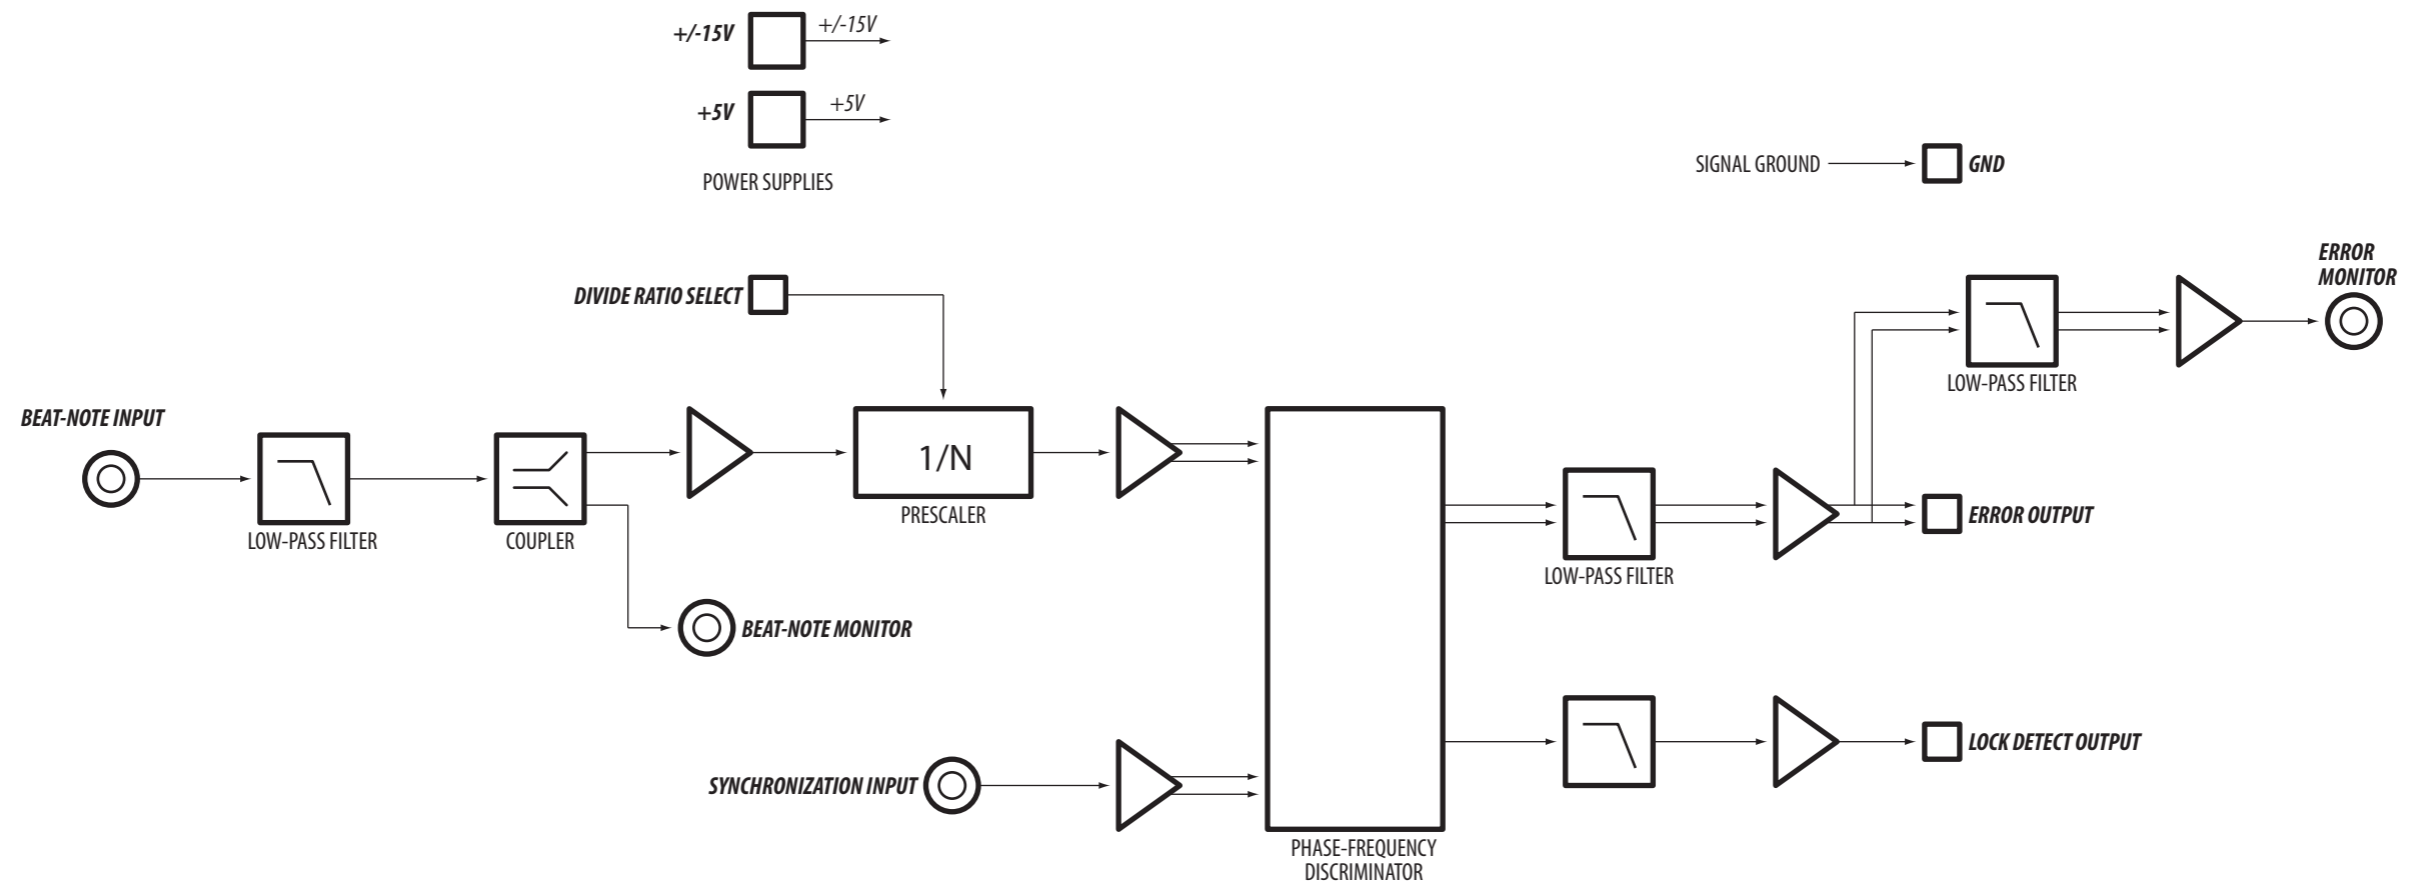 +/-15V
+/-15V
+5V
+5V
POWER SUPPLIES
SIGNAL GROUND
GND
ERROR
MONITOR
DIVIDE RATIO SELECT
LOW-PASS FILTER
BEAT-NOTE INPUT
1/N
PRESCALER
LOW-PASS FILTER
COUPLER
ERROR OUTPUT
LOW-PASS FILTER
BEAT-NOTE MONITOR
LOCK DETECT OUTPUT
SYNCHRONIZATION INPUT
PHASE-FREQUENCY
DISCRIMINATOR